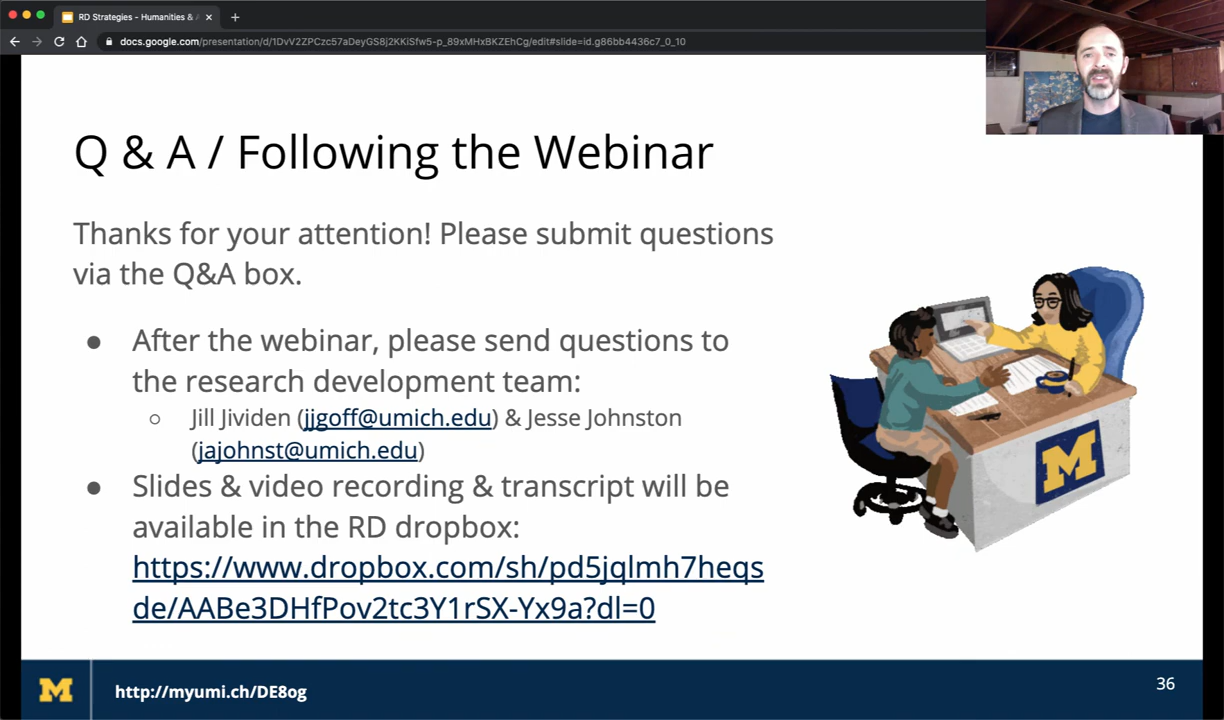 RD Strategies - Humanities &
docs.google.com/presentation/d/1DvV2ZPCzc57aDeyGS8j2KKiSfw5-p_89xMHxBKZEhCg/edit#slide=id.g86bb4436c7_0_10
Q & A / Following the Webinar
Thanks for your attention! Please submit questions
via the Q&A box.
● After the webinar, please send questions to
the research development team:
○ Jill Jividen (jjgoff@umich.edu) & Jesse Johnston
(jajohnst@umich.edu)
● Slides & video recording & transcript will be
available in the RD dropbox:
https://www.dropbox.com/sh/pd5jqlmh7heqs
de/AABe3DHfPov2tc3Y1rSX-Yx9a?dl=0
M
M
http://myumi.ch/DE8og
36